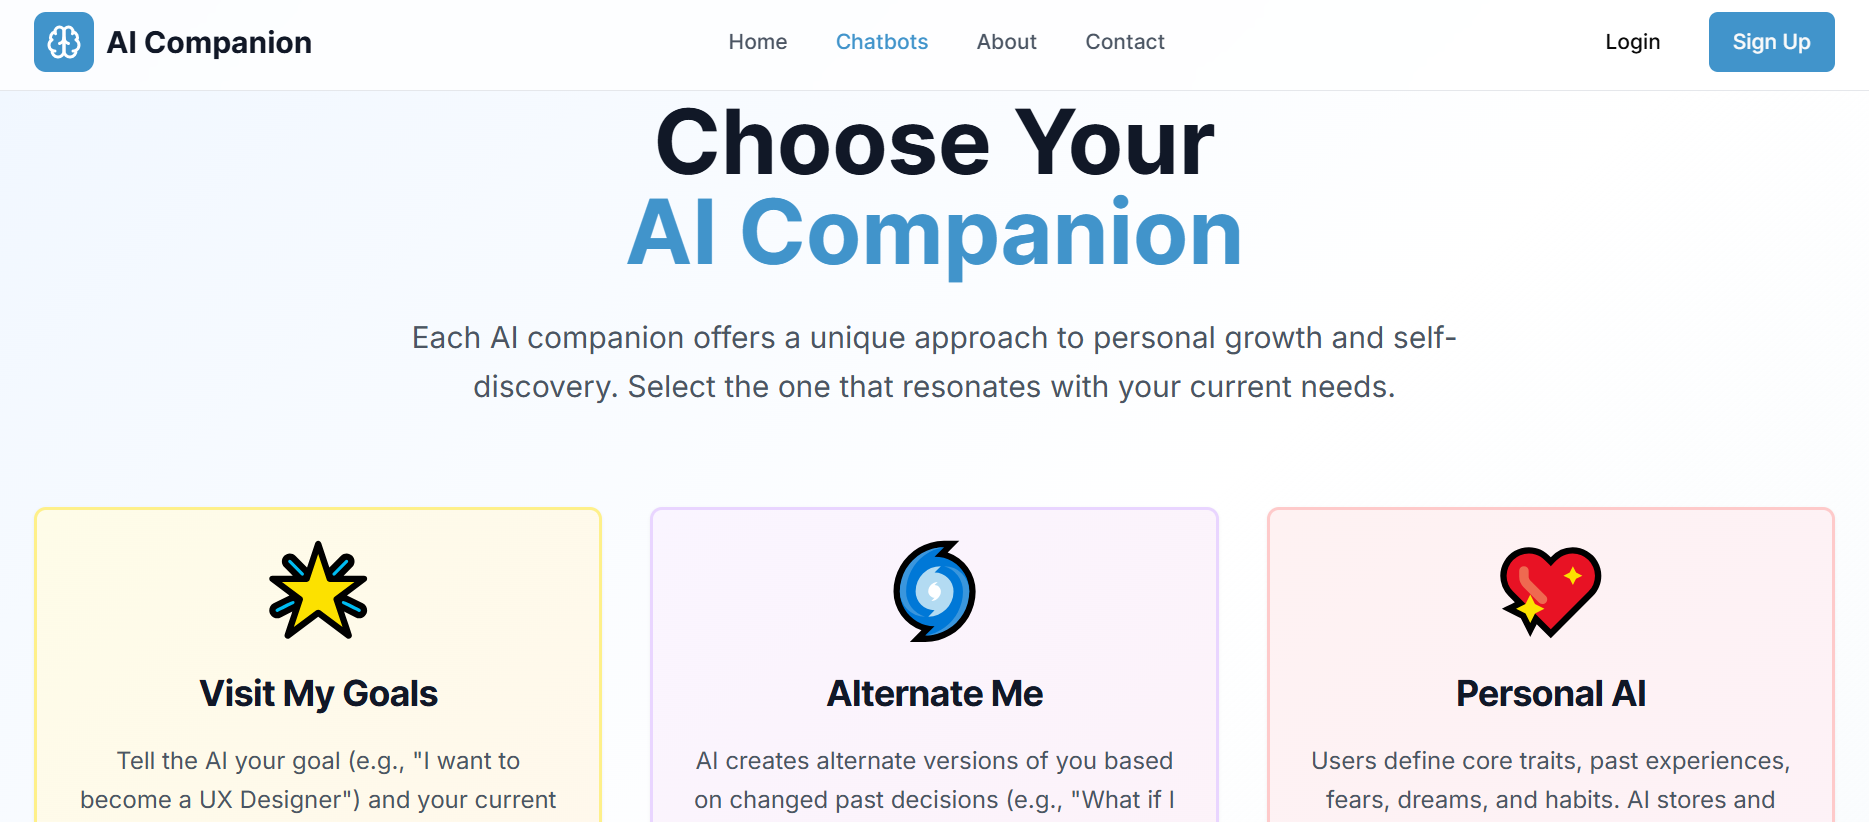 AI Companion
Home
Chatbots
About
Contact
Login
Sign Up
Choose Your
AI Companion
Each AI companion offers a unique approach to personal growth and self-
discovery. Select the one that resonates with your current needs.
Visit My Goals
Tell the AI your goal (e.g., "I want to
become a UX Designer") and your current
Alternate Me
AI creates alternate versions of you based
on changed past decisions (e.g., "What if I
Personal AI
Users define core traits, past experiences,
fears, dreams, and habits. AI stores and